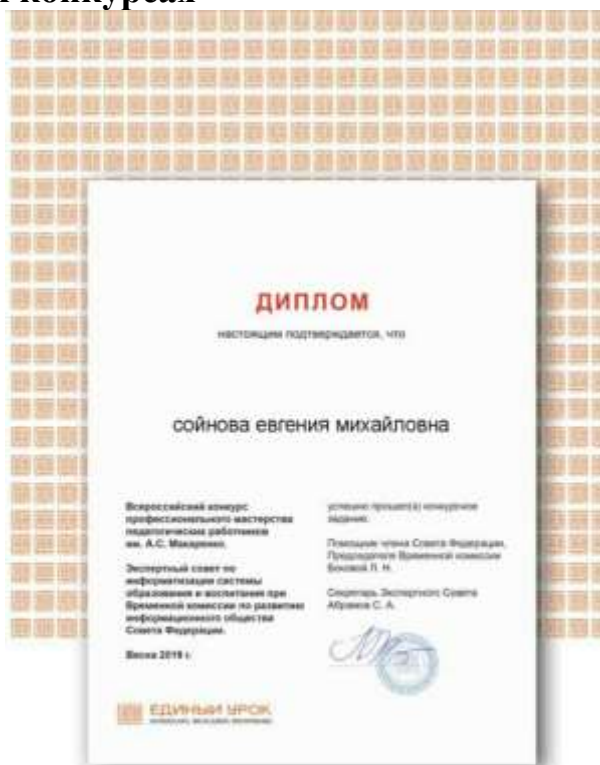 конкурсах
ДИПЛОМ
настоящим подтверждается, что
сойнова евгения михайловна
Всероссийский конкурс
профессионального мастерства
педагогических работников
им. А.С. Макаренко.
Экспертный совет по
информатизации системы
образования и воспитания при
Временной комиссии по развитию
информационного общества
Совета Федерации.
Весна 2019 г.
успешно прошел(а) конкурсное
задание.
Помощник члена Совета Федерации,
Председателя Временной комиссии
Боковой Л. Н.
Секретарь Экспертного Совета
Абрамов С. А.
ЕДИНЫЙ УРОК